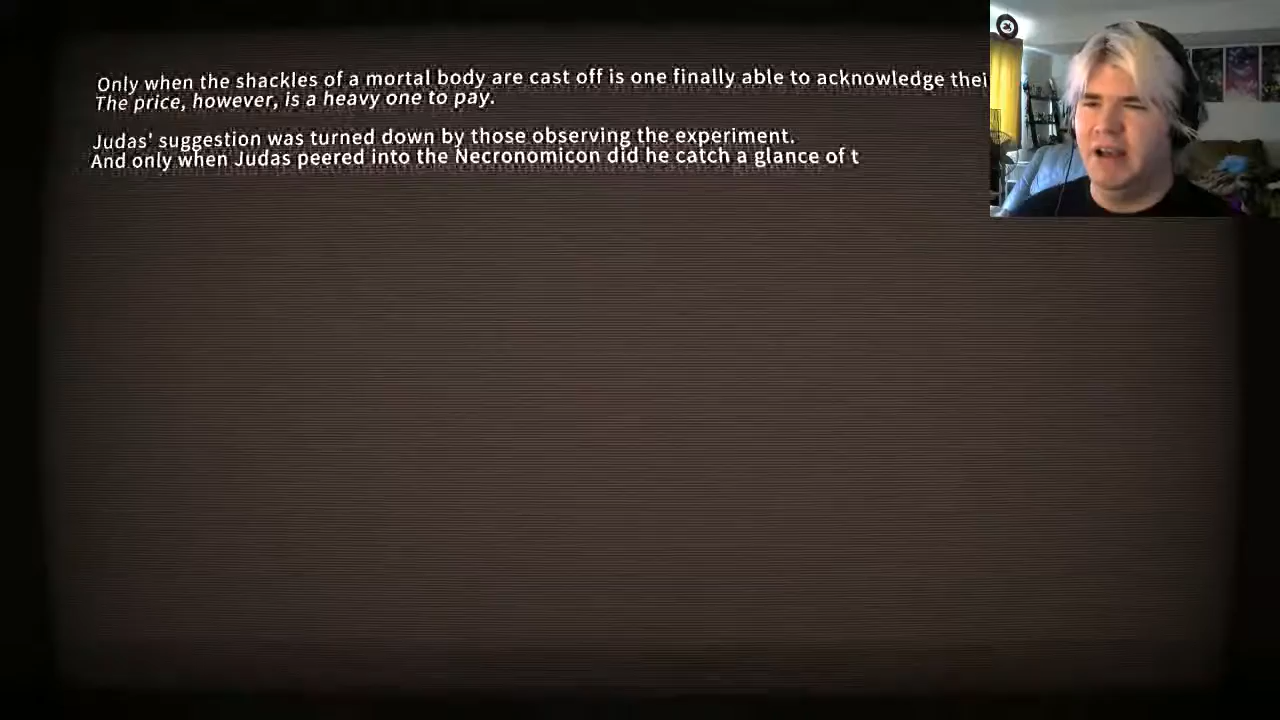 Only when the shackles of a mortal body are cast off is one finally able to acknowledge thei
The price, however, is a heavy one to pay.
Judas' suggestion was turned down by those observing the experiment.
And only when Judas peered into the Necronomicon did he catch a glance of t